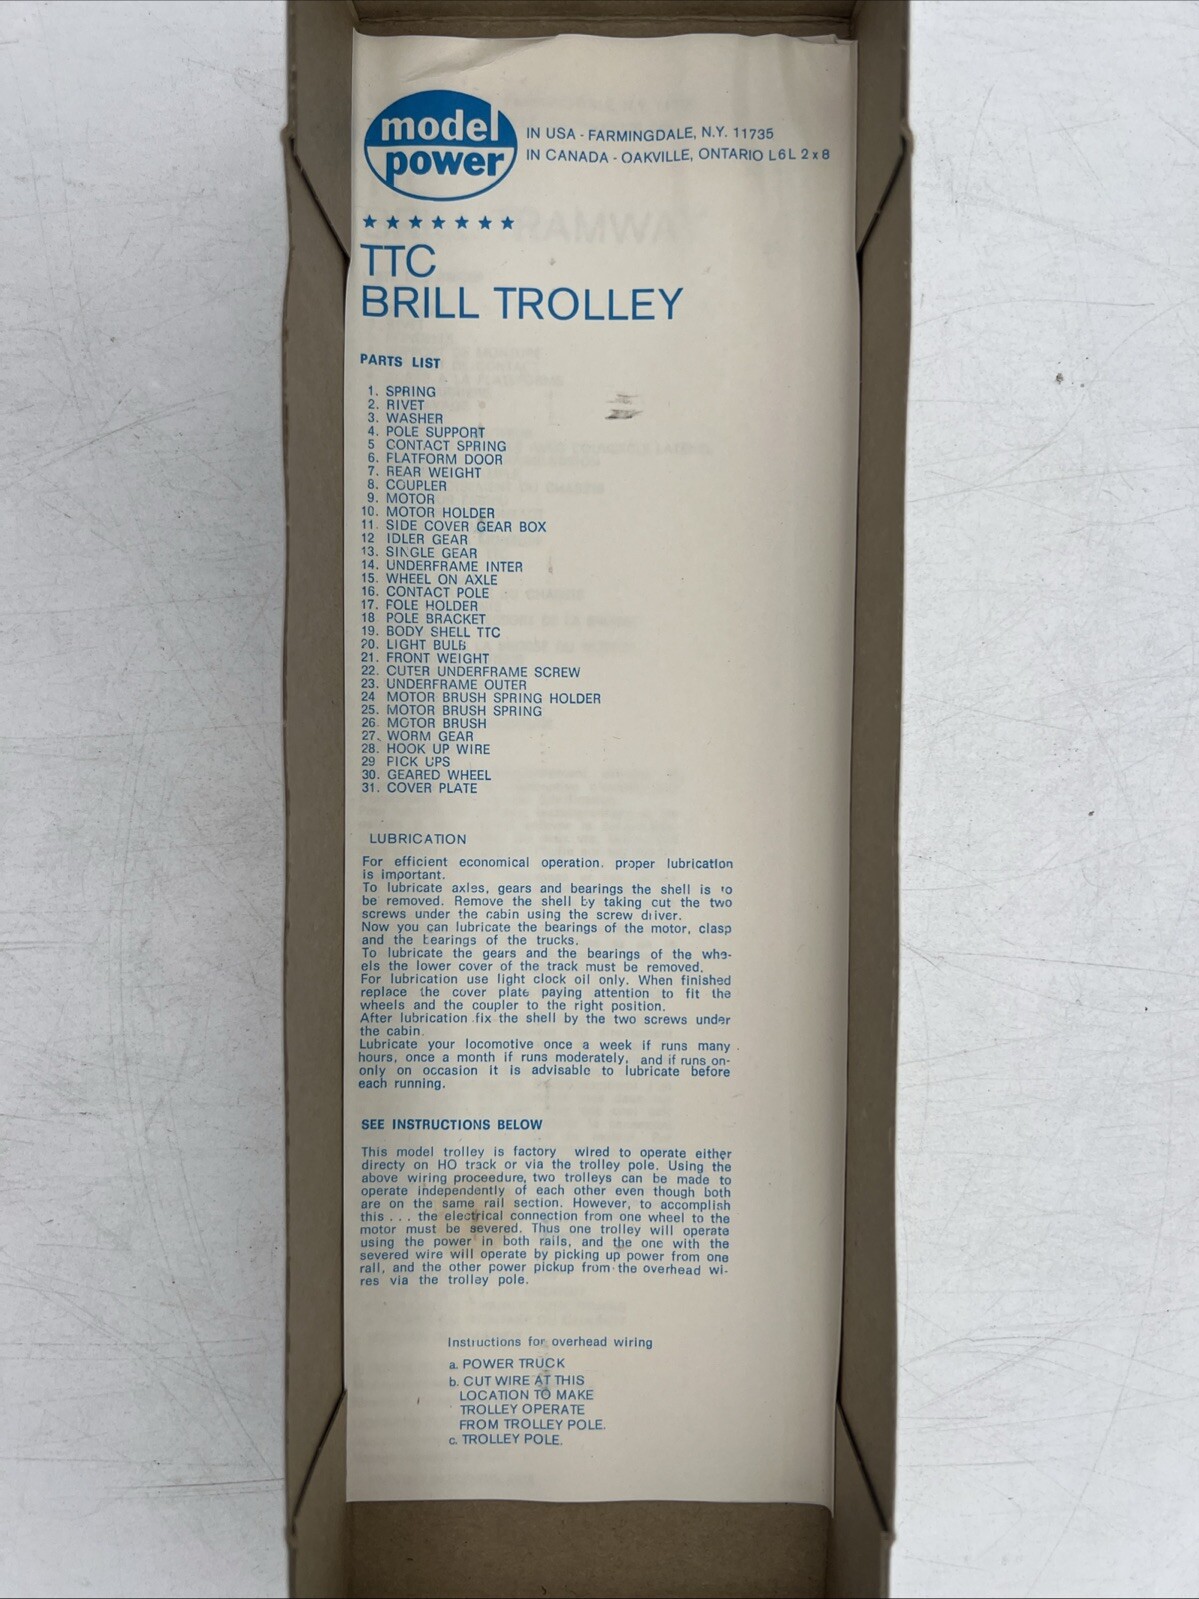 model
power
IN USA - FARMINGDALE, N.Y. 11735
IN CANADA - OAKVILLE, ONTARIO L6L 2x8
★★★★★★★
TTC
BRILL TROLLEY
PARTS LIST
1. SPRING
2. RIVET
3. WASHER
4. POLE SUPPORT
5 CONTACT SPRING
6. FLATFORM DOOR
7. REAR WEIGHT
8. COUPLER
9. MOTOR
10. MOTOR HOLDER
11. SIDE COVER GEAR BOX
12 IDLER GEAR
13. SINGLE GEAR
14. UNDERFRAME INTER
15. WHEEL ON AXLE
16. CONTACT POLE
17. FOLE HOLDER
18. POLE BRACKET
19. BODY SHELL TTC
20. LIGHT BULB
21. FRONT WEIGHT
22. CUTER UNDERFRAME SCREW
23. UNDERFRAME OUTER
24 MOTOR BRUSH SPRING HOLDER
25. MOTOR BRUSH SPRING
26. MOTOR BRUSH
27. WORM GEAR
28. HOOK UP WIRE
29 PICK UPS
30. GEARED WHEEL
31. COVER PLATE
LUBRICATION
For efficient economical operation. proper lubrication
is important.
To lubricate axles, gears and bearings the shell is to
be removed. Remove the shell by taking cut the two
screws under the cabin using the screw driver.
Now you can lubricate the bearings of the motor, clasp
and the bearings of the trucks.
To lubricate the gears and the bearings of the whe-
els the lower cover of the track must be removed.
For lubrication use light clock oil only. When finished
replace the cover plate paying attention to fit the
wheels and the coupler to the right position.
After lubrication fix the shell by the two screws under
the cabin.
Lubricate your locomotive once a week if runs many
hours, once a month if runs moderately, and if runs on-
only on occasion it is advisable to lubricate before
each running.
SEE INSTRUCTIONS BELOW
This model trolley is factory wired to operate either
directy on HO track or via the trolley pole. Using the
above wiring proceedure, two trolleys can be made to
operate independently of each other even though both
are on the same rail section. However, to accomplish
this . . . the electrical connection from one wheel to the
motor must be severed. Thus one trolley will operate
using the power in both rails, and the one with the
severed wire will operate by picking up power from one
rall, and the other power pickup from the overhead wi-
res via the trolley pole.
Instructions for overhead wiring
a. POWER TRUCK
b. CUT WIRE AT THIS
LOCATION TO MAKE
TROLLEY OPERATE
FROM TROLLEY POLE.
c. TROLLEY POLE.